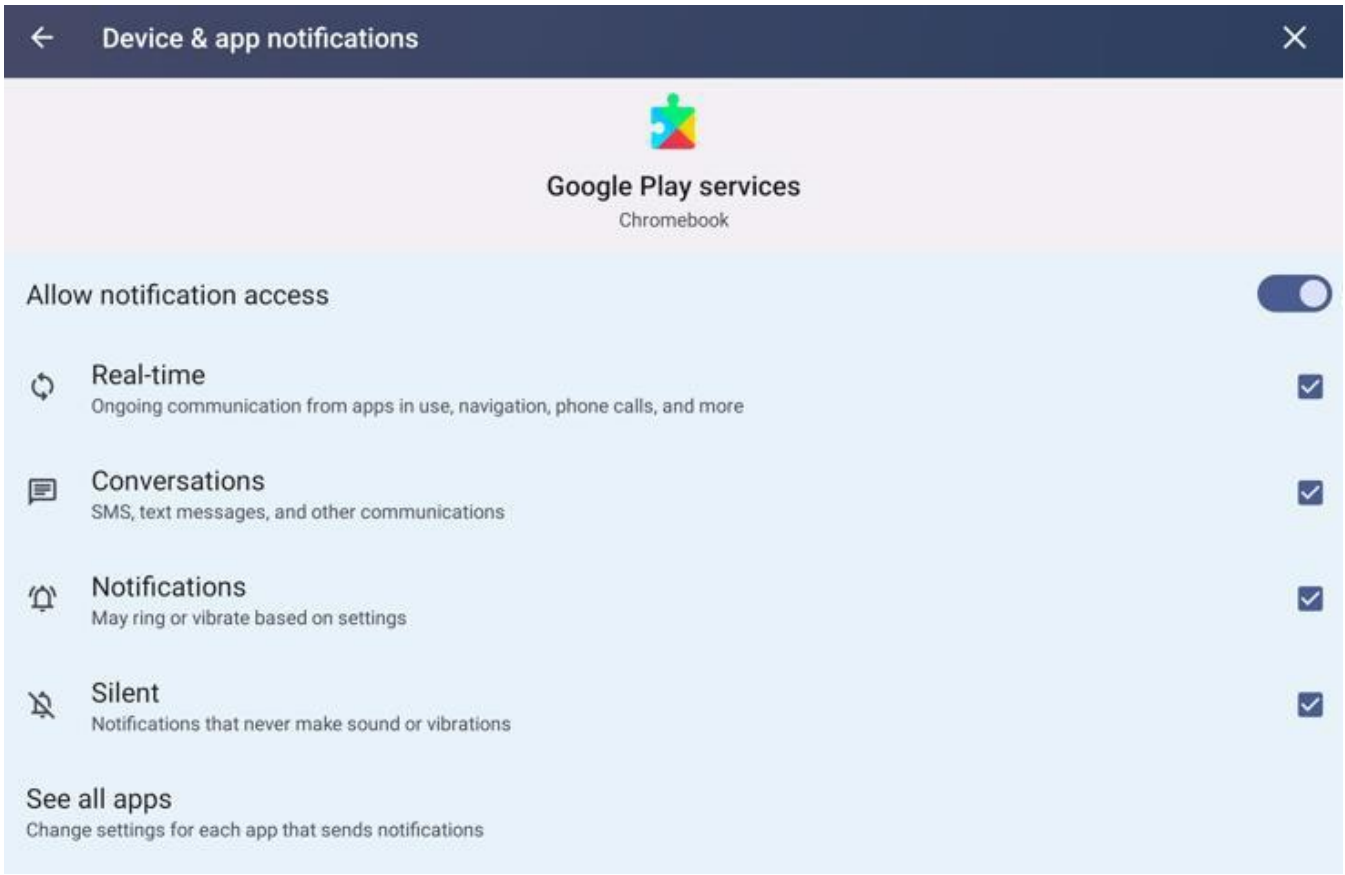 Device & app notifications
Google Play services
Chromebook
Allow notification access
Real-time
Ongoing communication from apps in use, navigation, phone calls, and more
Conversations
SMS, text messages, and other communications
Notifications
May ring or vibrate based on settings
Silent
Notifications that never make sound or vibrations
See all apps
Change settings for each app that sends notifications